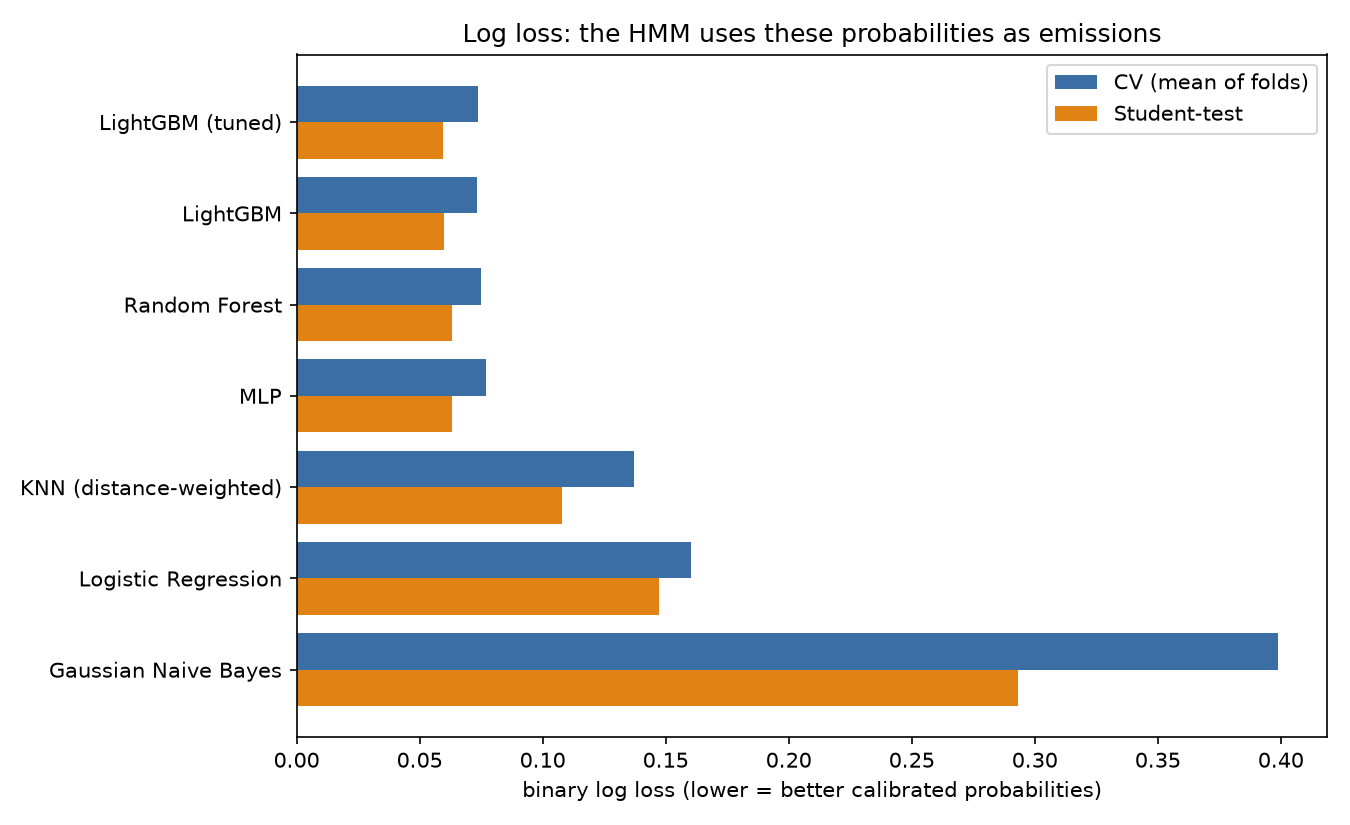 Log loss: the HMM uses these probabilities as emissions
CV (mean of folds)
Student-test
LightGBM (tuned)
LightGBM
Random Forest
MLP
KNN (distance-weighted)
Logistic Regression
Gaussian Naive Bayes
0.00 0.05 0.10 0.15 0.20 0.25 0.30 0.35 0.40
binary log loss (lower = better calibrated probabilities)